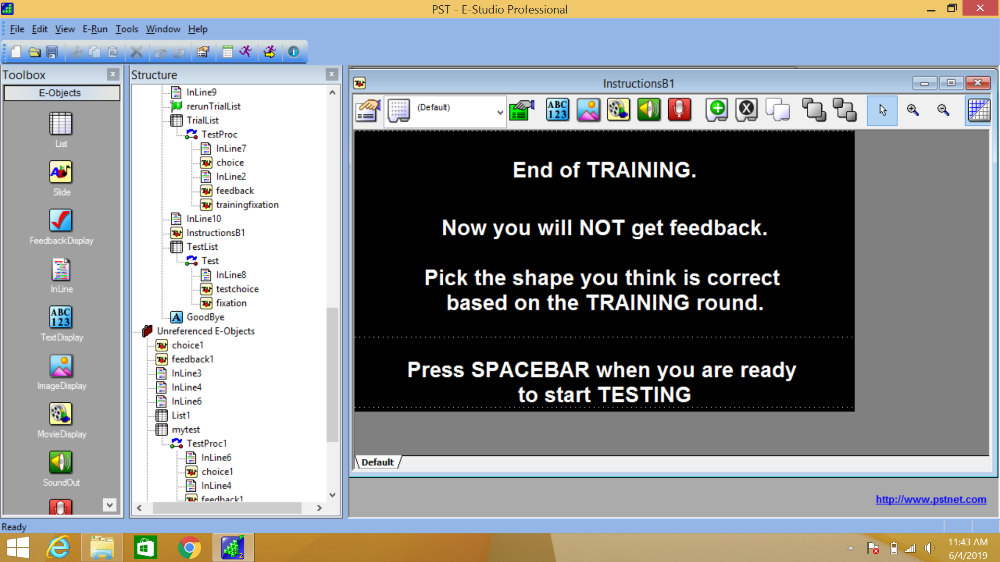 PST - E-Studio Professional
File Edit View E-Run Tools Window Help
Toolbox
E-Objects
List
Slide
FeedbackDisplay
InLine
ABC
123
TextDisplay
ImageDisplay
MovieDisplay
SoundOut
Structure
InLine9
rerunTrialList
TrialList
TestProc
InLine7
choice
InLine2
feedback
trainingfixation
InLine10
InstructionsB1
TestList
Test
InLine8
testchoice
fixation
A GoodBye
Unreferenced E-Objects
choice1
feedback1
InLine3
InLine4
InLine6
List1
mytest
TestProc1
InLine6
choice1
InLine4
feedback1
InstructionsB1
(Default)
ABC
123
End of TRAINING.
Now you will NOT get feedback.
Pick the shape you think is correct
based on the TRAINING round.
Press SPACEBAR when you are ready
to start TESTING
Default
http://www.pstnet.com
Ready
2
11:43 AM
6/4/2019